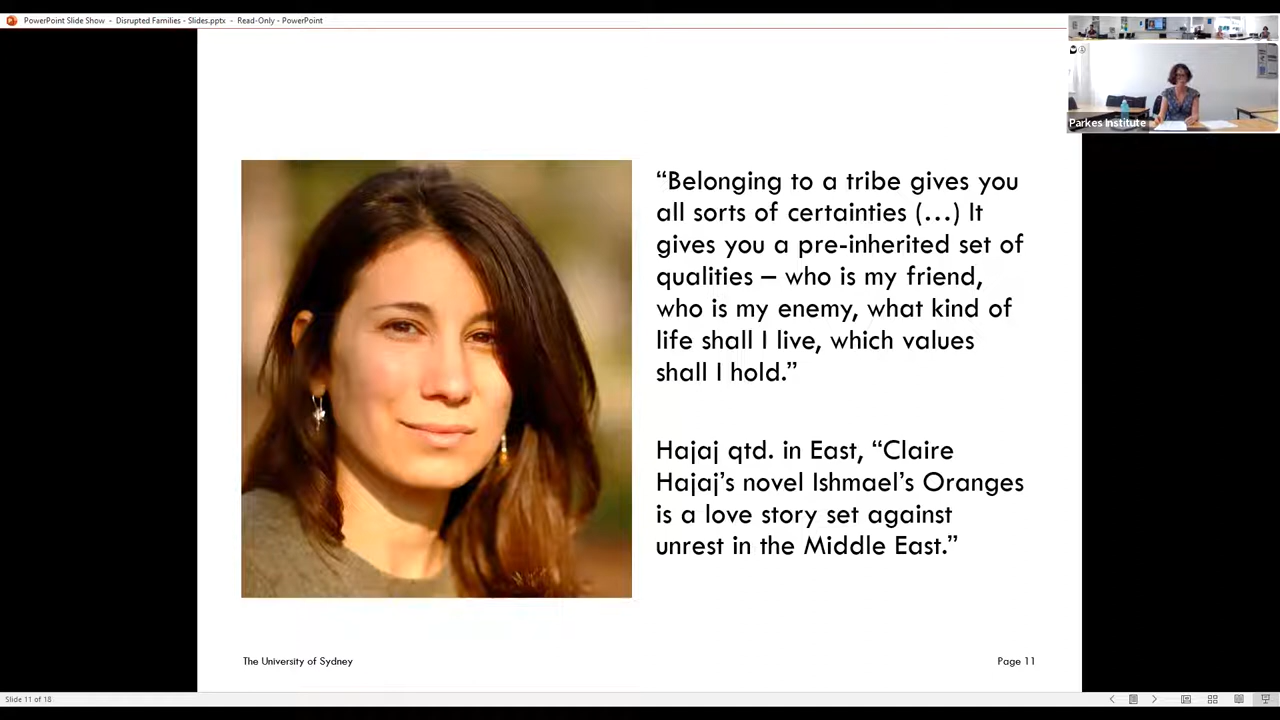 PowerPoint Slide Show - Disrupted Families - Slides.pptx - Read-Only - PowerPoint
Parkes Institute
“Belonging to a tribe gives you
all sorts of certainties (…) It
gives you a pre-inherited set of
qualities – who is my friend,
who is my enemy, what kind of
life shall I live, which values
shall I hold.”
Hajaj qtd. in East, “Claire
Hajaj’s novel Ishmael’s Oranges
is a love story set against
unrest in the Middle East.”
The University of Sydney
Page 11
Slide 11 of 18